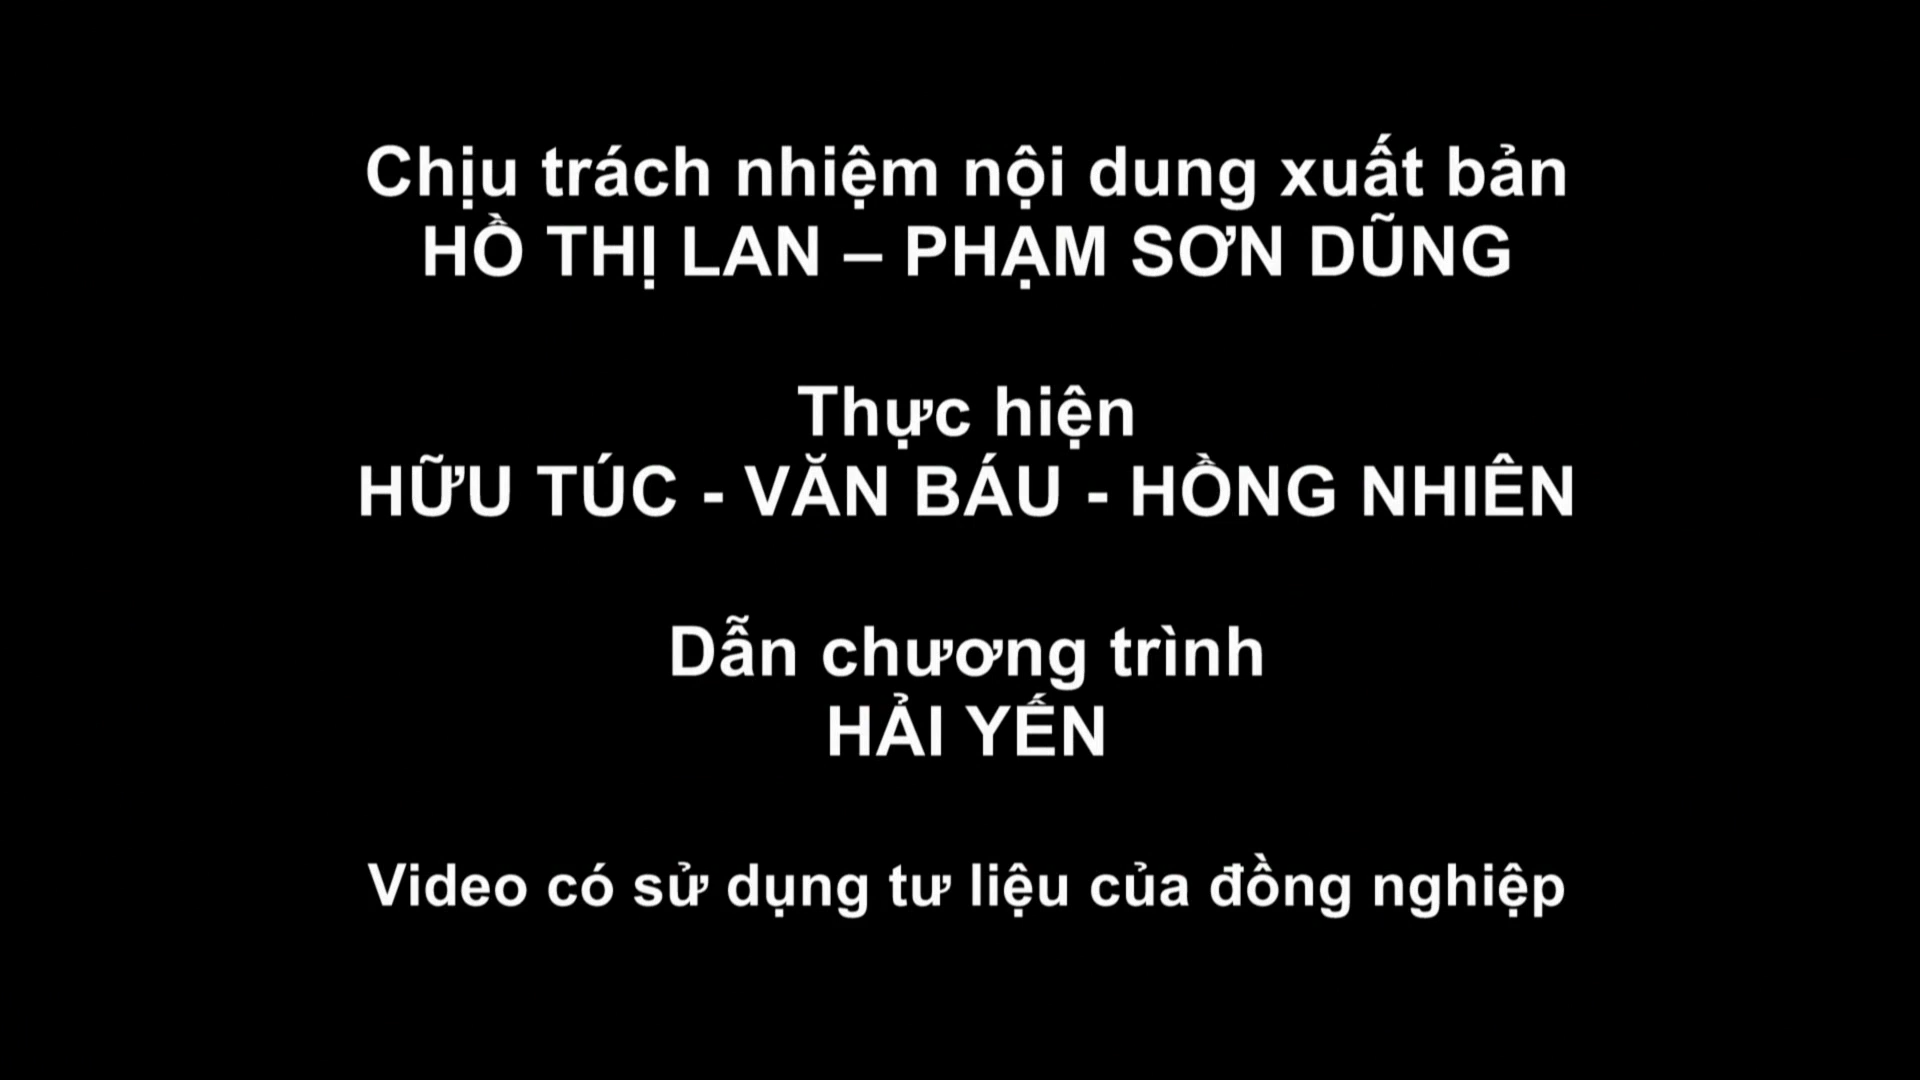 Chịu trách nhiệm nội dung xuất bản
HỒ THỊ LAN – PHẠM SƠN DŨNG
Thực hiện
HỮU TÚC - VĂN BÁU - HỒNG NHIÊN
Dẫn chương trình
HẢI YẾN
Video có sử dụng tư liệu của đồng nghiệp